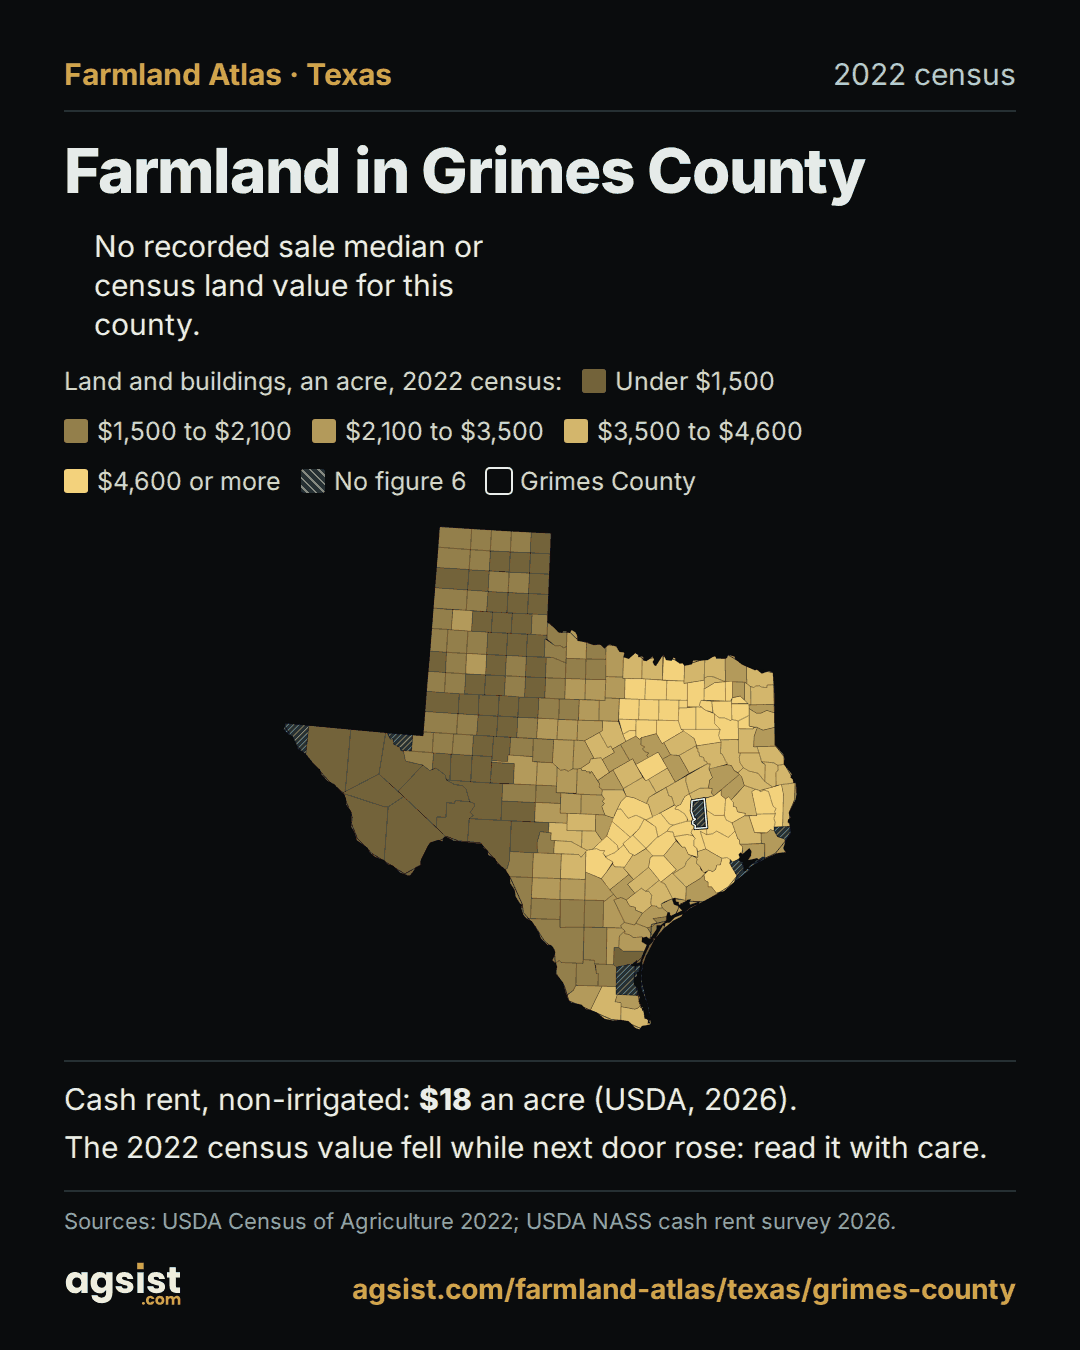 Farmland Atlas · Texas
2022 census
Farmland in Grimes County
No recorded sale median or
census land value for this
county.
Land and buildings, an acre, 2022 census: Under $1,500
$1,500 to $2,100 $2,100 to $3,500 $3,500 to $4,600
$4,600 or more No figure 6 Grimes County
Cash rent, non-irrigated: $18 an acre (USDA, 2026).
The 2022 census value fell while next door rose: read it with care.
Sources: USDA Census of Agriculture 2022; USDA NASS cash rent survey 2026.
agsist
.com
agsist.com/farmland-atlas/texas/grimes-county